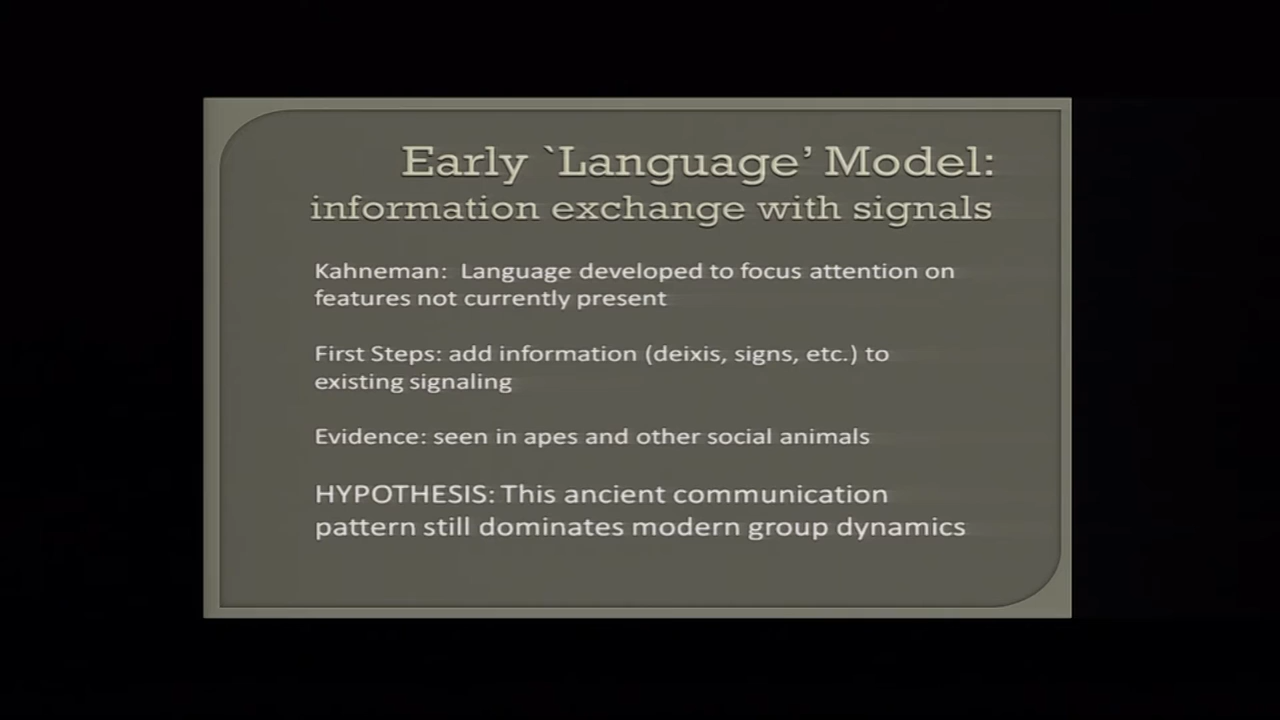 Early `Language’ Model:
information exchange with signals
Kahneman: Language developed to focus attention on
features not currently present
First Steps: add information (deixis, signs, etc.) to
existing signaling
Evidence: seen in apes and other social animals
HYPOTHESIS: This ancient communication
pattern still dominates modern group dynamics